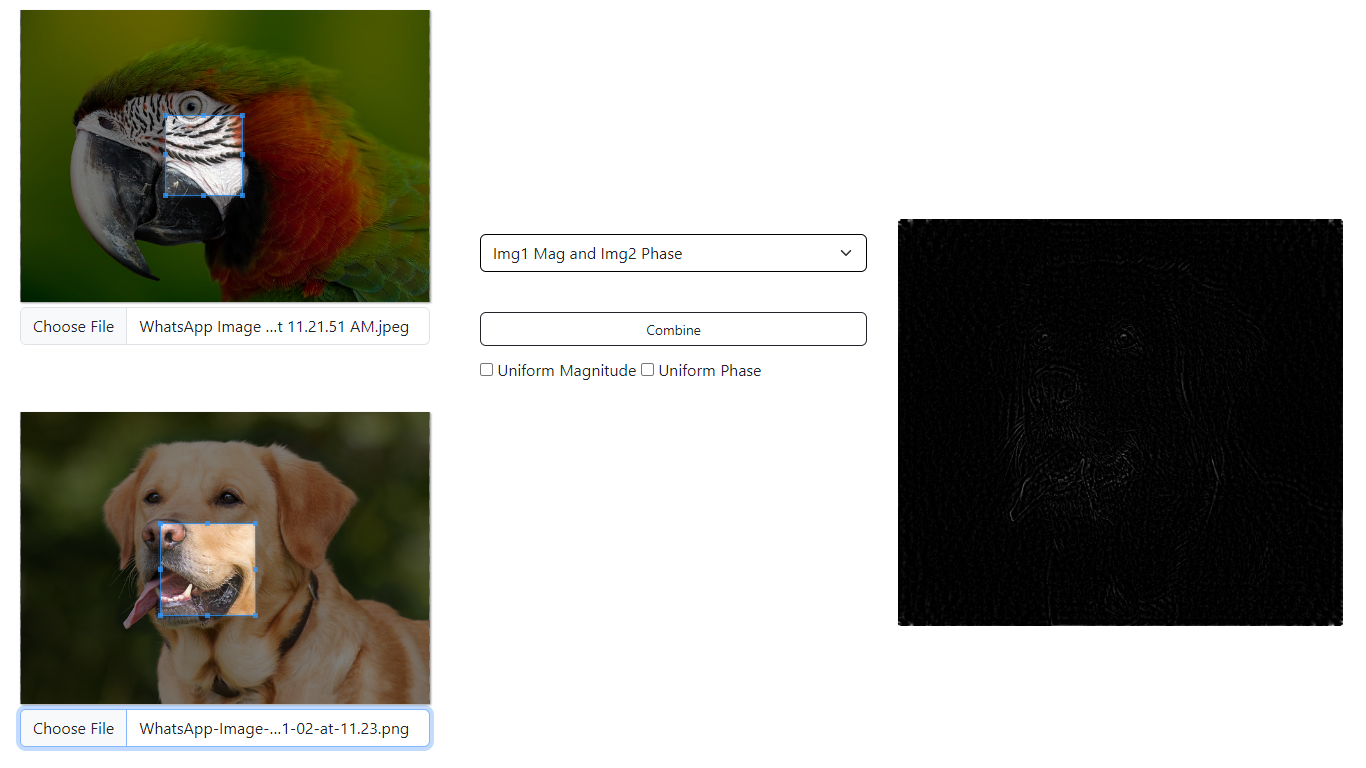 Choose File WhatsApp Image ...t 11.21.51 AM.jpeg
Img1 Mag and Img2 Phase
Combine
Uniform Magnitude Uniform Phase
Choose File WhatsApp-Image-...1-02-at-11.23.png